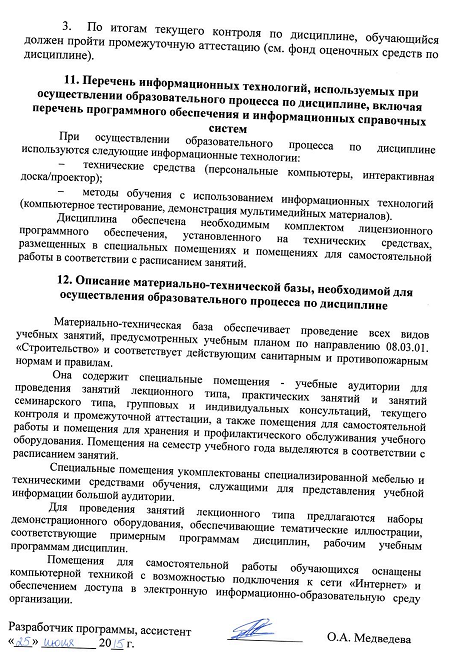 3. По итогам текущего контроля по дисциплине, обучающийся
должен пройти промежуточную аттестацию (см. фонд оценочных средств по
дисциплине).
11. Перечень информационных технологий, используемых при
осуществлении образовательного процесса по дисциплине, включая
перечень программного обеспечения и информационных справочных
систем
При осуществлении образовательного процесса по дисциплине
используются следующие информационные технологии:
– технические средства (персональные компьютеры, интерактивная
доска/проектор);
– методы обучения с использованием информационных технологий
(компьютерное тестирование, демонстрация мультимедийных материалов).
Дисциплина обеспечена необходимым комплектом лицензионного
программного обеспечения, установленного на технических средствах,
размещенных в специальных помещениях и помещениях для самостоятельной
работы в соответствии с расписанием занятий.
12. Описание материально-технической базы, необходимой для
осуществления образовательного процесса по дисциплине
Материально-техническая база обеспечивает проведение всех видов
учебных занятий, предусмотренных учебным планом по направлению 08.03.01.
«Строительство» и соответствует действующим санитарным и противопожарным
нормам и правилам.
Она содержит специальные помещения - учебные аудитории для
проведения занятий лекционного типа, практических занятий и занятий
семинарского типа, групповых и индивидуальных консультаций, текущего
контроля и промежуточной аттестации, а также помещения для самостоятельной
работы и помещения для хранения и профилактического обслуживания учебного
оборудования. Помещения на семестр учебного года выделяются в соответствии с
расписанием занятий.
Специальные помещения укомплектованы специализированной мебелью и
техническими средствами обучения, служащими для представления учебной
информации большой аудитории.
Для проведения занятий лекционного типа предлагаются наборы
демонстрационного оборудования, обеспечивающие тематические иллюстрации,
соответствующие примерным программам дисциплин, рабочим учебным
программам дисциплин.
Помещения для самостоятельной работы обучающихся оснащены
компьютерной техникой с возможностью подключения к сети «Интернет» и
обеспечением доступа в электронную информационно-образовательную среду
организации.
Разработчик программы, ассистент О.А. Медведева
«25» июня 2015 г.